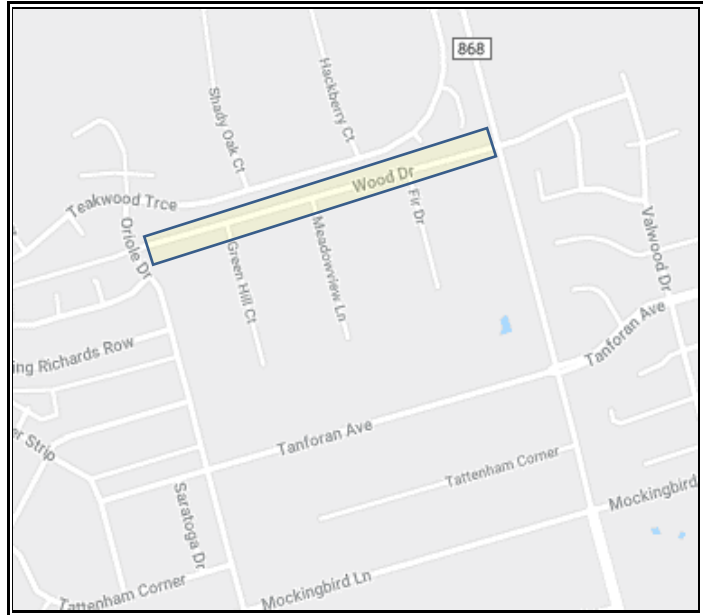 868
Hackberry Ct
Shady Oak Ct
Wood Dr
Teakwood Trce
Fir Dr
Oriole Dr
Meadowview Ln
Green Hill Ct
Valwood Dr
Tanforan Ave
ing Richards Row
Tanforan Ave
er Strip
Tattenham Corner
Saratoga Dr
Mockingbird
Tattenham Corner
Mockingbird Ln